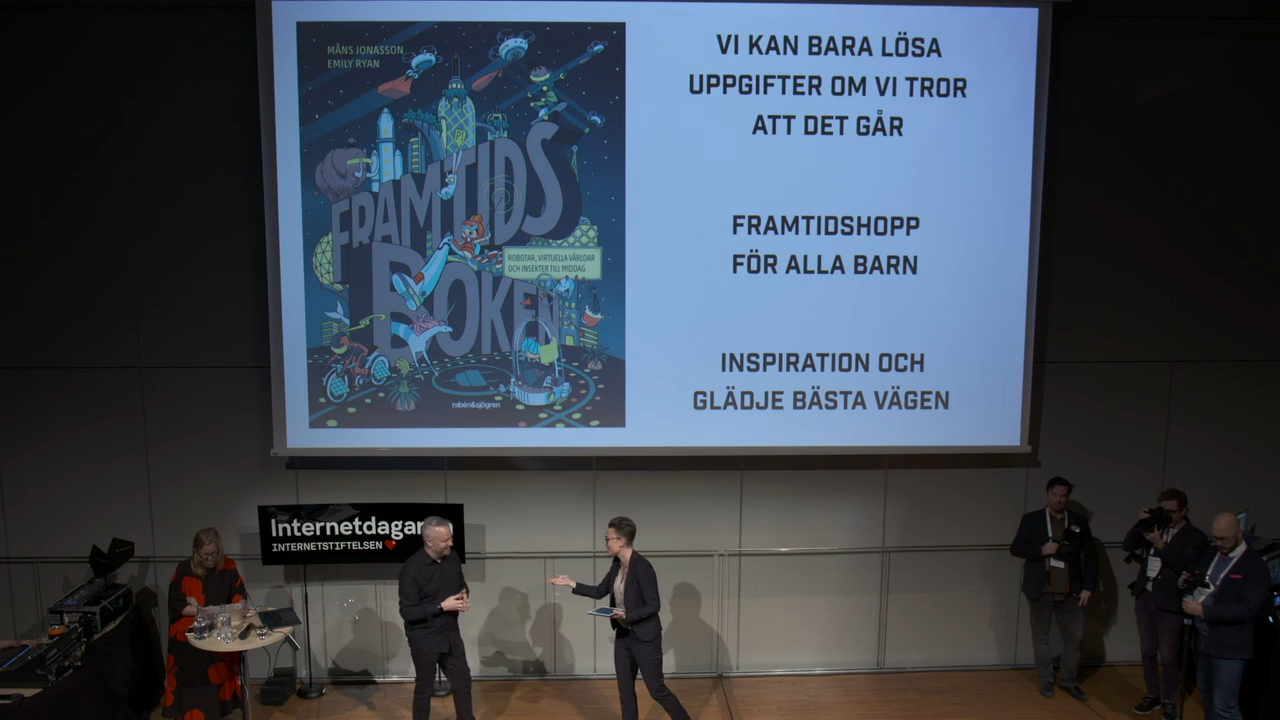 MÅNS JONASSON
EMILY RYAN
FRAMTIDS
BOKEN
ROBOTAR, VIRTUELLA VÄRLDAR
OCH INSEKTER TILL MIDDAG
rabén&sjögren
VI KAN BARA LÖSA
UPPGIFTER OM VI TROR
ATT DET GÅR
FRAMTIDSHOPP
FÖR ALLA BARN
INSPIRATION OCH
GLÄDJE BÄSTA VÄGEN
Internetdagar
INTERNETSTIFTELSEN